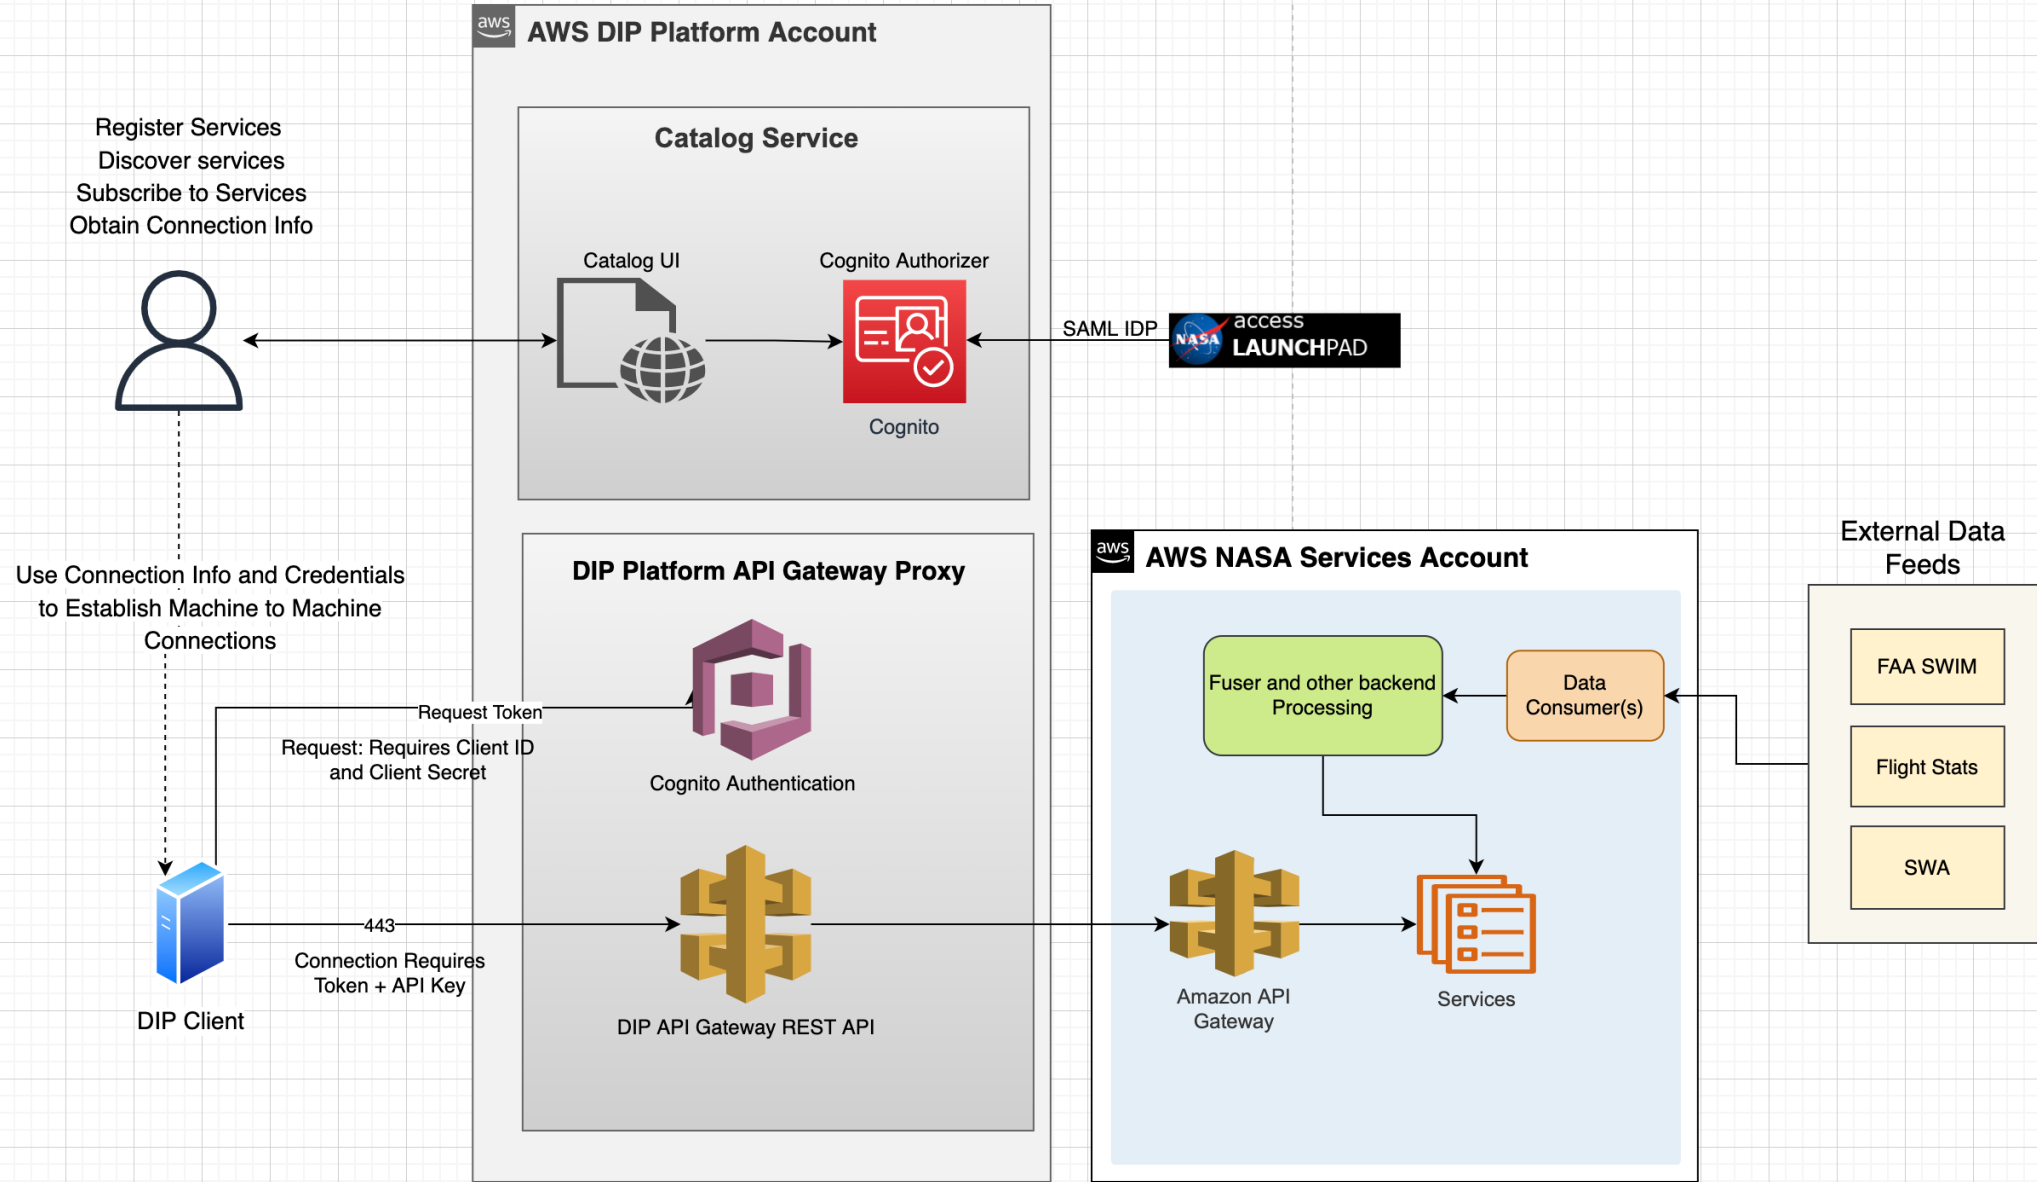 aws
AWS DIP Platform Account
Register Services
Discover services
Subscribe to Services
Obtain Connection Info
Catalog Service
Catalog UI
Cognito Authorizer
Cognito
SAML IDP
NASA
access
LAUNCHPAD
Use Connection Info and Credentials
to Establish Machine to Machine
Connections
DIP Platform API Gateway Proxy
Request Token
Request: Requires Client ID
and Client Secret
Cognito Authentication
443
Connection Requires
Token + API Key
DIP Client
DIP API Gateway REST API
aws
AWS NASA Services Account
Fuser and other backend
Processing
Data
Consumer(s)
Amazon API
Gateway
Services
External Data
Feeds
FAA SWIM
Flight Stats
SWA